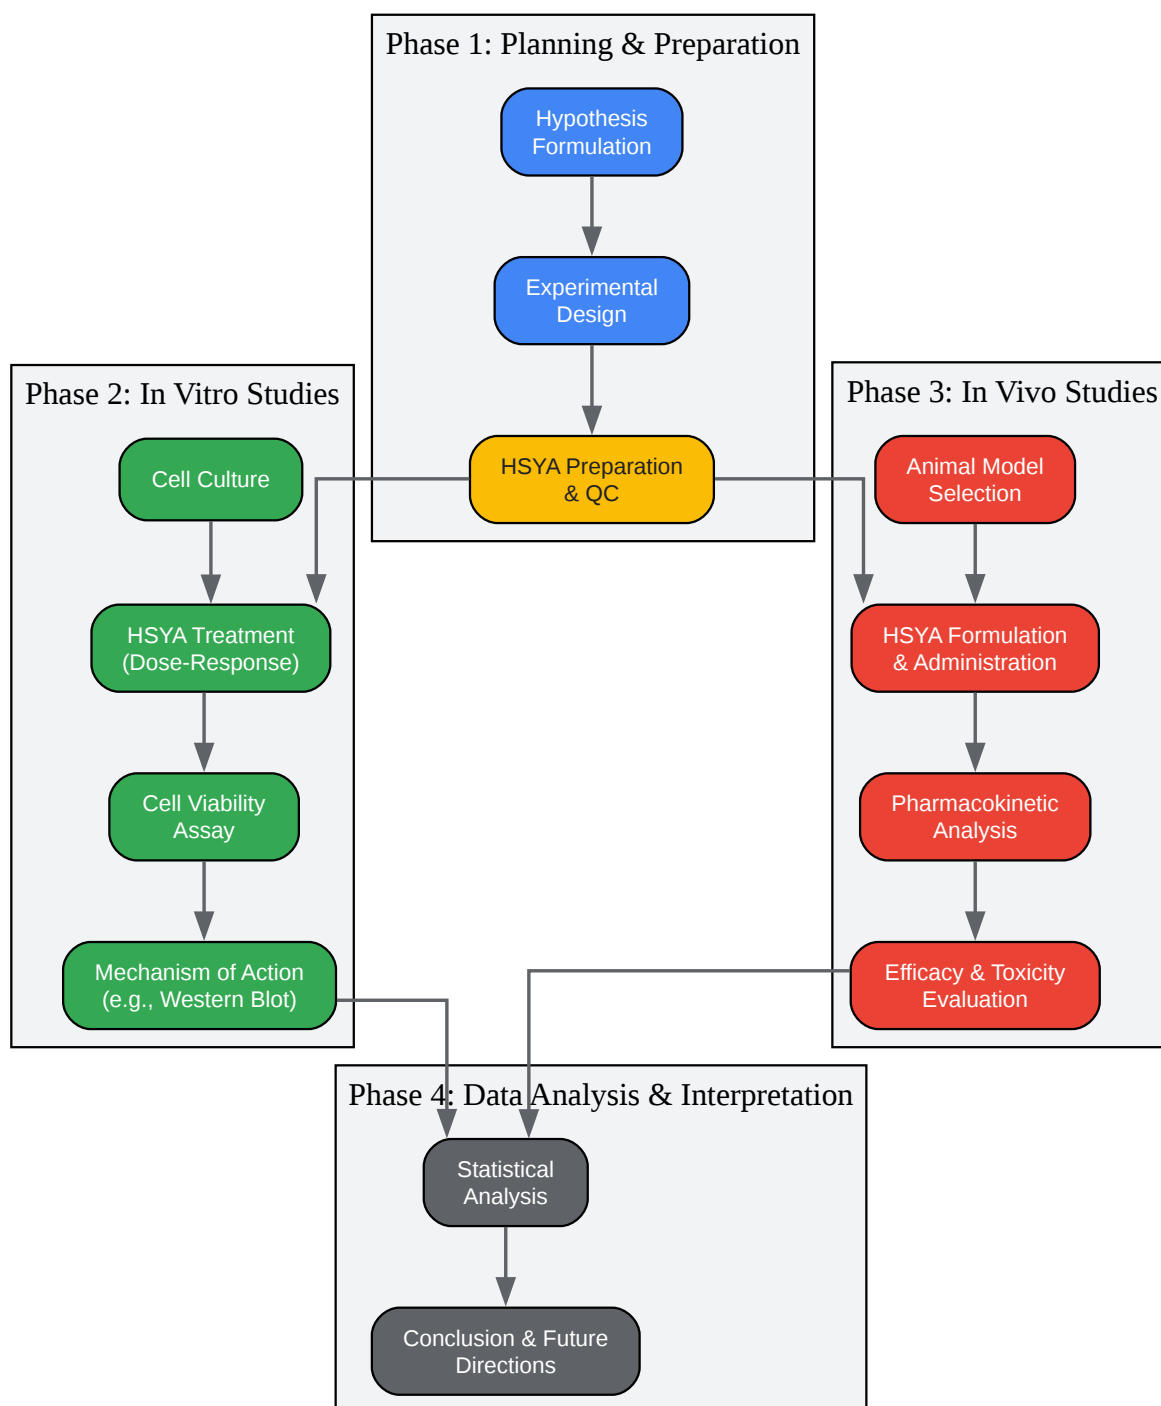 Phase 1: Planning & Preparation
Hypothesis
Formulation
Experimental
Design
HSYA Preparation
& QC
Phase 2: In Vitro Studies
Cell Culture
HSYA Treatment
(Dose-Response)
Cell Viability
Assay
Mechanism of Action
(e.g., Western Blot)
Phase 3: In Vivo Studies
Animal Model
Selection
HSYA Formulation
& Administration
Pharmacokinetic
Analysis
Efficacy & Toxicity
Evaluation
Phase 4: Data Analysis & Interpretation
Statistical
Analysis
Conclusion & Future
Directions